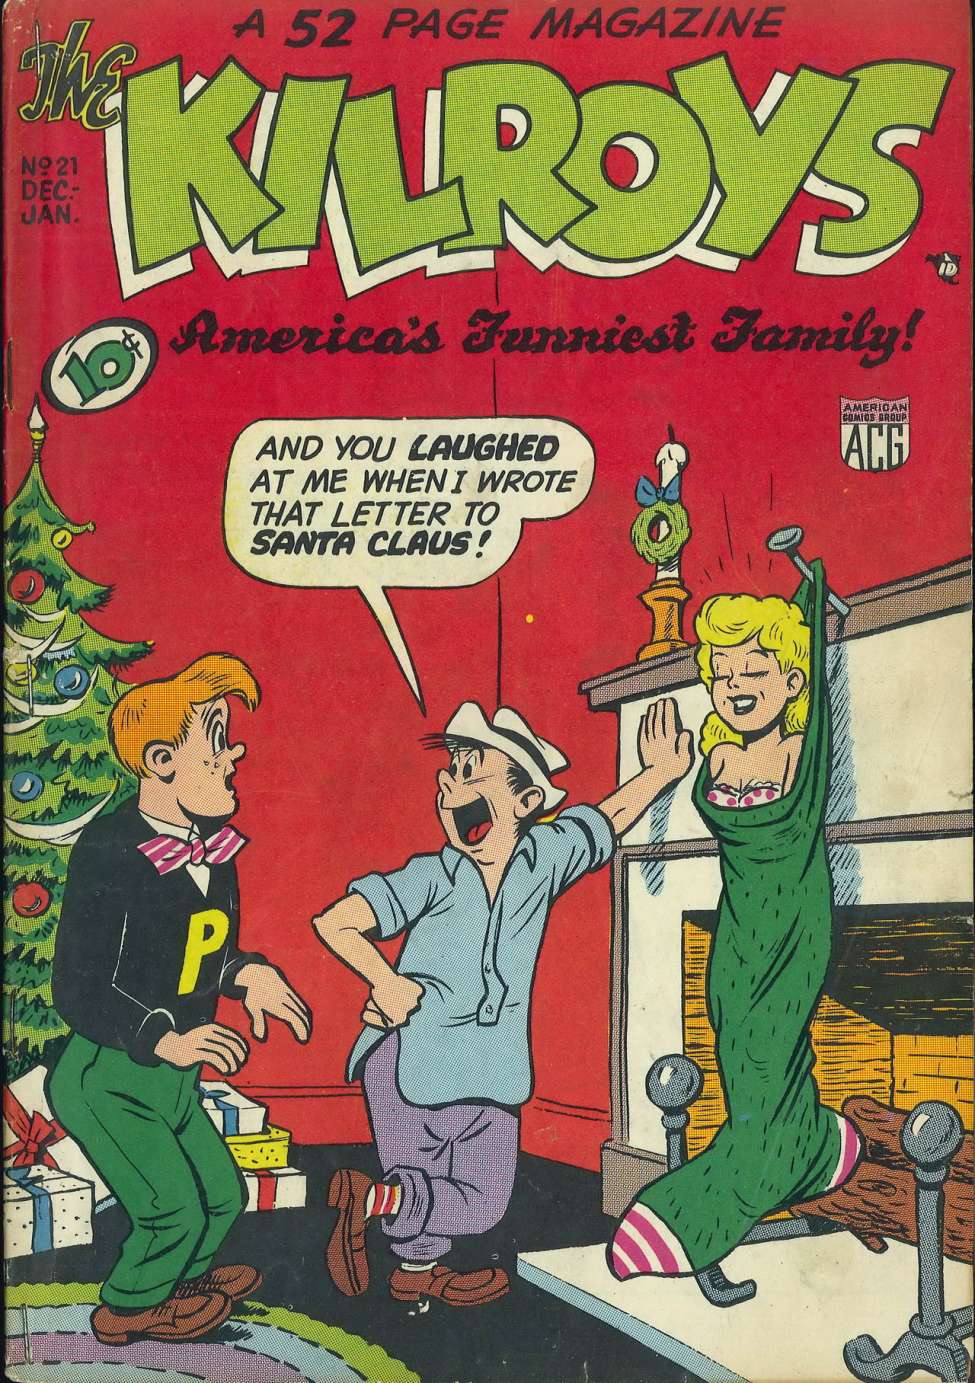 A 52 PAGE MAGAZINE
THE
KILROYS
Nº 21
DEC.-
JAN.
10¢
America's Funniest Family!
AMERICAN
COMICS GROUP
ACG
AND YOU LAUGHED
AT ME WHEN I WROTE
THAT LETTER TO
SANTA CLAUS!
P